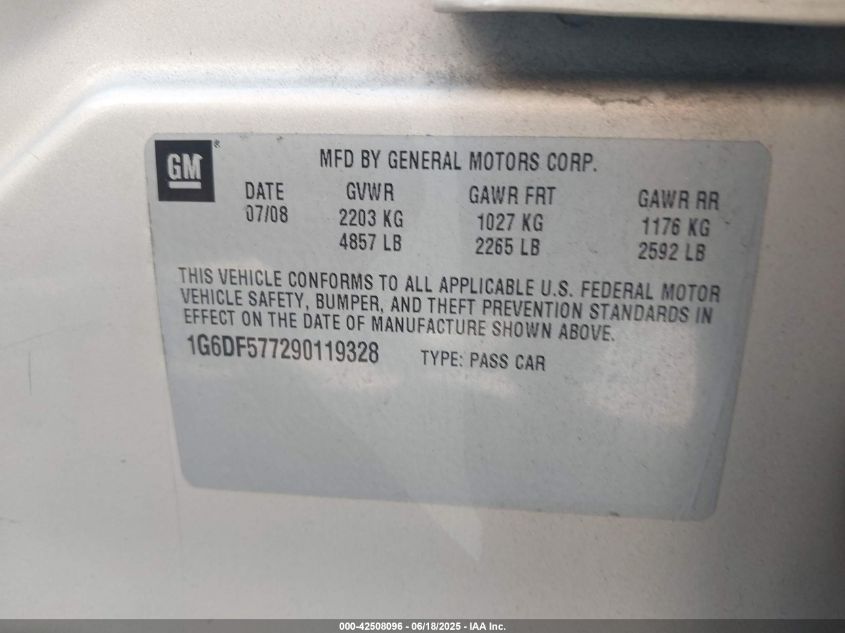 GM®
MFD BY GENERAL MOTORS CORP.
DATE GVWR GAWR FRT GAWR RR
07/08 2203 KG 1027 KG 1176 KG
4857 LB 2265 LB 2592 LB
THIS VEHICLE CONFORMS TO ALL APPLICABLE U.S. FEDERAL MOTOR
VEHICLE SAFETY, BUMPER, AND THEFT PREVENTION STANDARDS IN
EFFECT ON THE DATE OF MANUFACTURE SHOWN ABOVE.
1G6DF577290119328 TYPE: PASS CAR
000-42508096 - 06/18/2025 - IAA Inc.